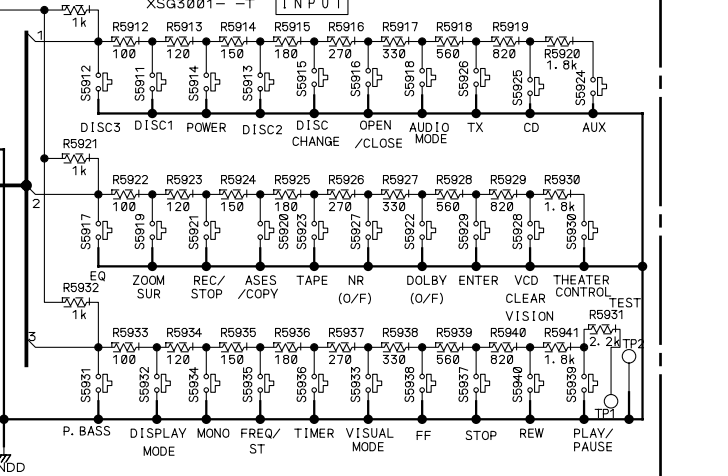 XSG3001- -T
INPUT
1k
R5912 R5913 R5914 R5915 R5916 R5917 R5918 R5919 R5920
1
100 120 150 180 270 330 560 820 1.8k
S5912 S5911 S5914 S5913 S5915 S5916 S5918 S5926 S5925 S5924
DISC3 DISC1 POWER DISC2 DISC OPEN AUDIO TX CD AUX
CHANGE /CLOSE MODE
R5921
1k
R5922 R5923 R5924 R5925 R5926 R5927 R5928 R5929 R5930
2
100 120 150 180 270 330 560 820 1.8k
S5917 S5919 S5921 S5920 S5923 S5927 S5922 S5929 S5928 S5930
EQ ZOOM REC/ ASES TAPE NR DOLBY ENTER VCD THEATER
SUR STOP /COPY (O/F) (O/F) CLEAR CONTROL
VISION
TEST
R5932
1k
R5931
2.2k
TP2
R5933 R5934 R5935 R5936 R5937 R5938 R5939 R5940 R5941
3
100 120 150 180 270 330 560 820 1.8k
S5931 S5932 S5934 S5935 S5936 S5933 S5938 S5937 S5940 S5939
TP1
P.BASS DISPLAY MONO FREQ/ TIMER VISUAL FF STOP REW PLAY/
MODE ST MODE PAUSE
NDD